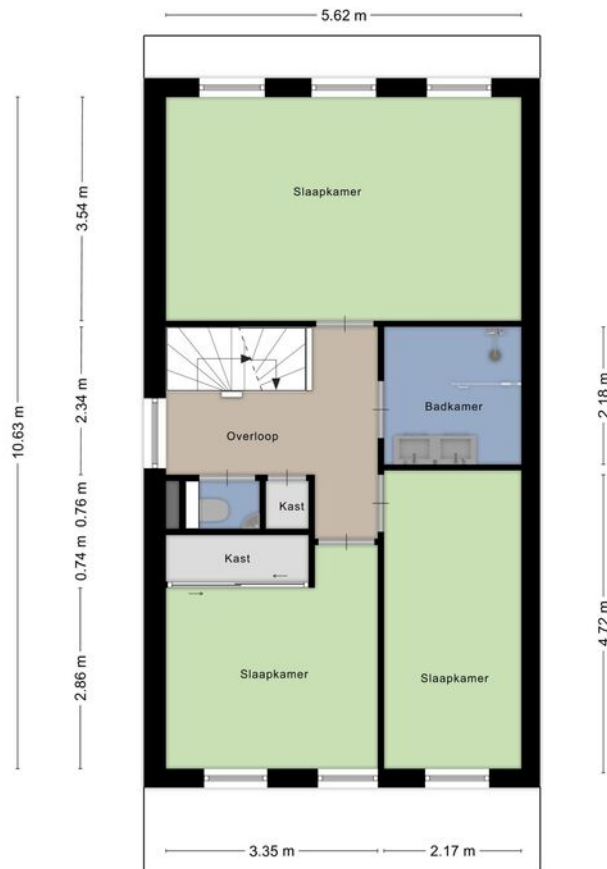 5.62 m
Slaapkamer
3.54 m
10.63 m
2.34 m
2.18 m
Badkamer
Overloop
0.76 m
Kast
0.74 m
Kast
4.72 m
2.86 m
Slaapkamer
Slaapkamer
3.35 m
2.17 m